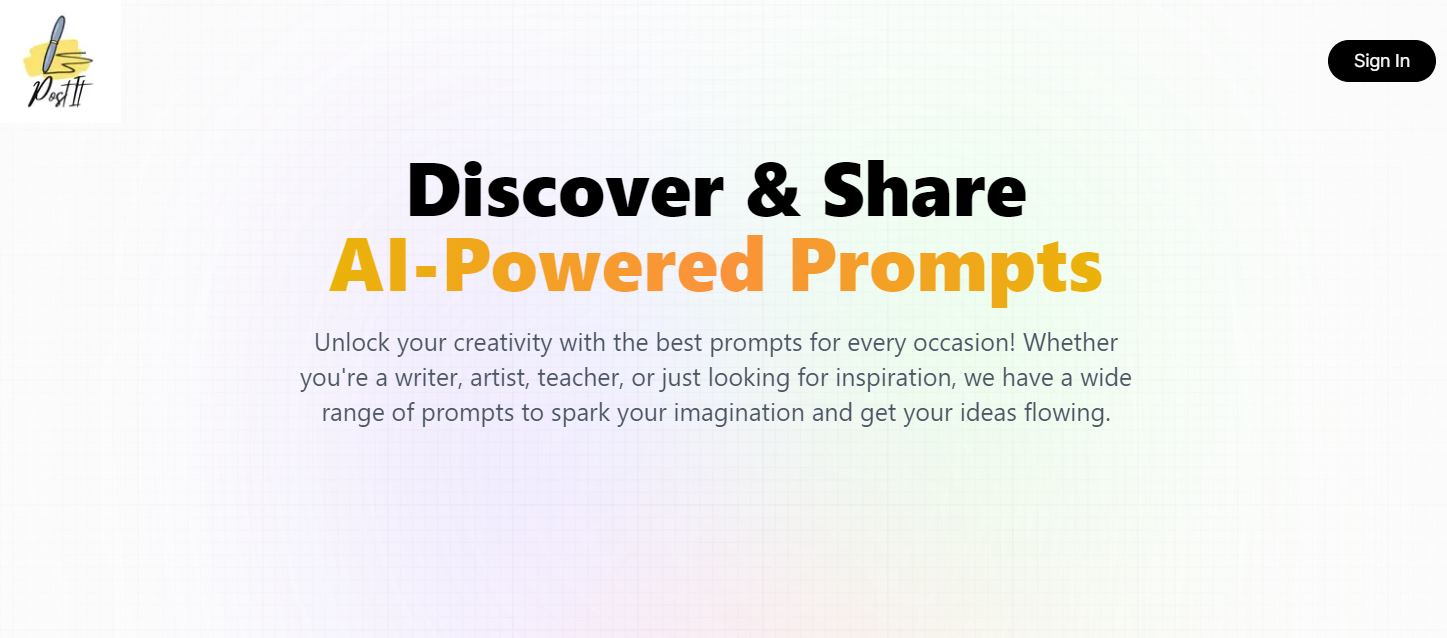 Post It
Sign In
Discover & Share
AI-Powered Prompts
Unlock your creativity with the best prompts for every occasion! Whether
you're a writer, artist, teacher, or just looking for inspiration, we have a wide
range of prompts to spark your imagination and get your ideas flowing.